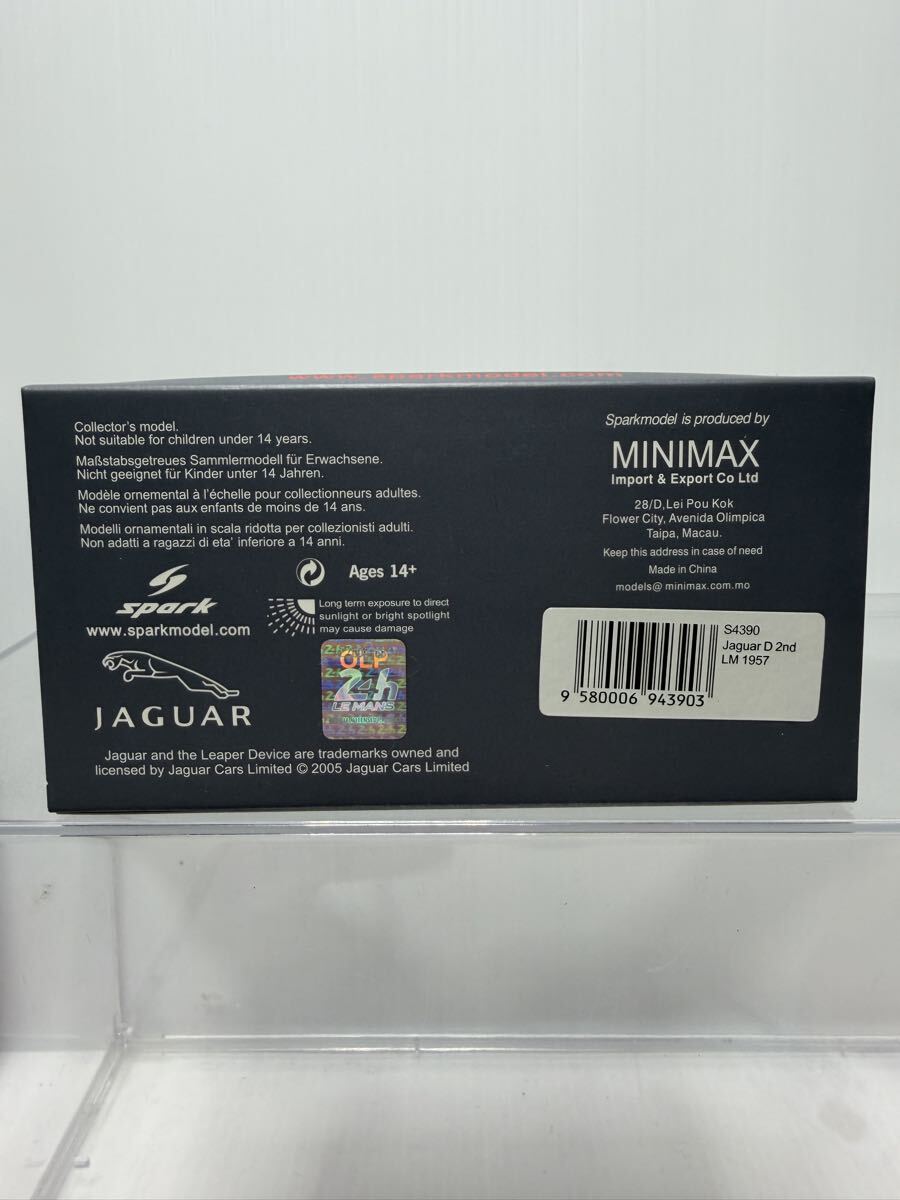 www.sparkmodel.com
Collector's model.
Not suitable for children under 14 years.
Maßstabsgetreues Sammlermodell für Erwachsene.
Nicht geeignet für Kinder unter 14 Jahren.
Modèle ornemental à l'échelle pour collectionneurs adultes.
Ne convient pas aux enfants de moins de 14 ans.
Modelli ornamentali in scala ridotta per collezionisti adulti.
Non adatti a ragazzi di eta' inferiore a 14 anni.
Ages 14+
spark
www.sparkmodel.com
Long term exposure to direct
sunlight or bright spotlight
may cause damage
JAGUAR
OLP
24h
LE MANS
Jaguar and the Leaper Device are trademarks owned and
licensed by Jaguar Cars Limited © 2005 Jaguar Cars Limited
Sparkmodel is produced by
MINIMAX
Import & Export Co Ltd
28/D,Lei Pou Kok
Flower City, Avenida Olimpica
Taipa, Macau.
Keep this address in case of need
Made in China
models@ minimax.com.mo
S4390
Jaguar D 2nd
LM 1957
9 580006 943903